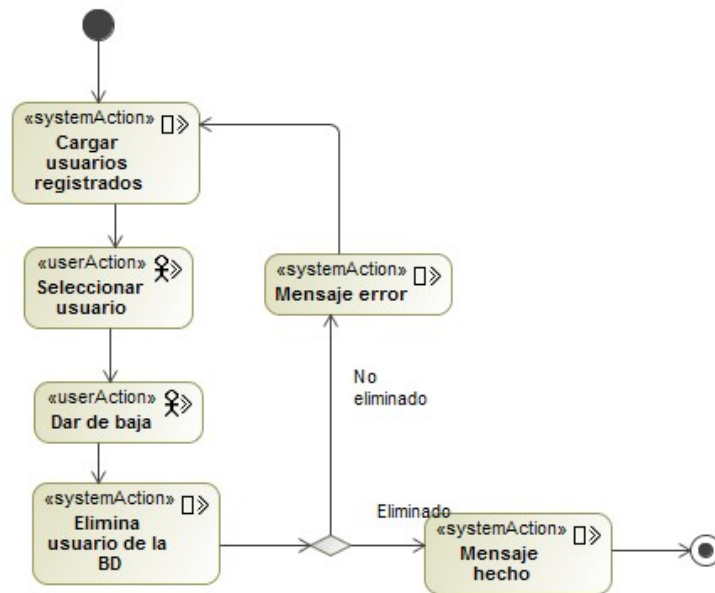 «systemAction»
Cargar
usuarios
registrados
«userAction»
Seleccionar
usuario
«systemAction»
Mensaje error
No
eliminado
«userAction»
Dar de baja
«systemAction»
Elimina
usuario de la
BD
Eliminado
«systemAction»
Mensaje
hecho